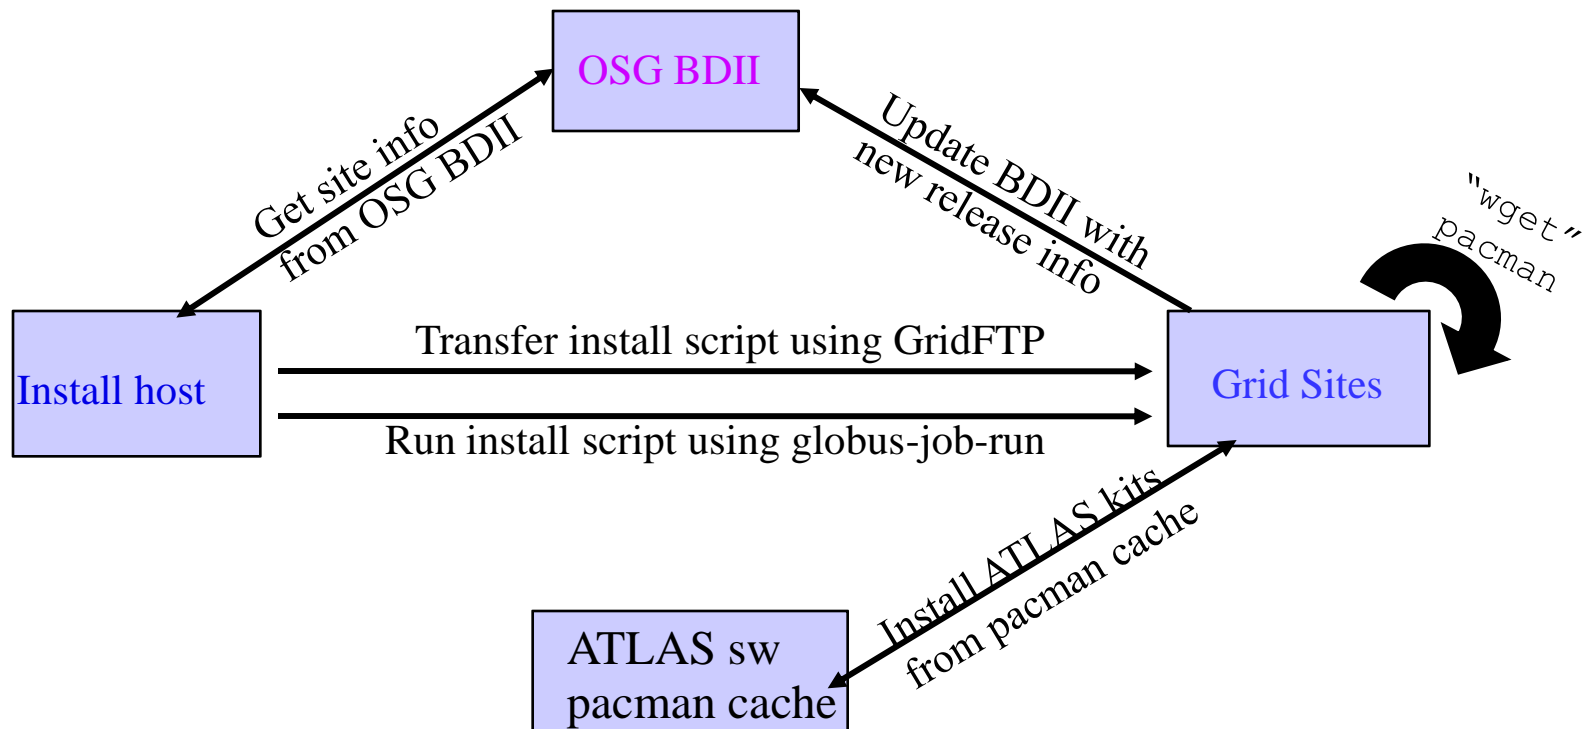 OSG BDII
Get site info
from OSG BDII
Update BDII with
new release info
"wget"
pacman
Transfer install script using GridFTP
Install host
Grid Sites
Run install script using globus-job-run
Install ATLAS kits
from pacman cache
ATLAS sw
pacman cache